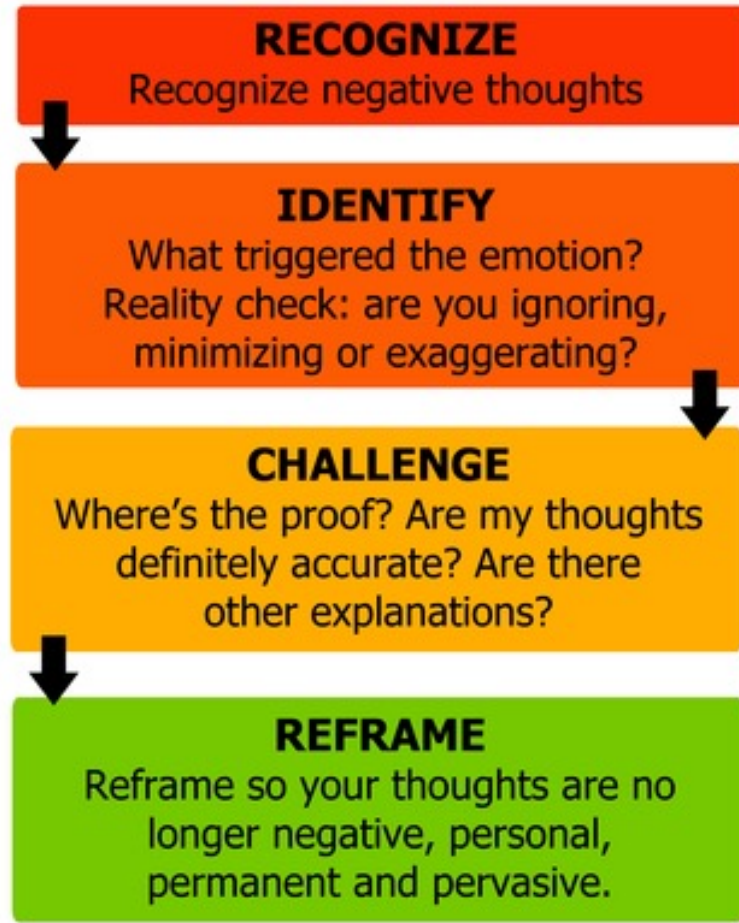 RECOGNIZE
Recognize negative thoughts
IDENTIFY
What triggered the emotion?
Reality check: are you ignoring,
minimizing or exaggerating?
CHALLENGE
Where's the proof? Are my thoughts
definitely accurate? Are there
other explanations?
REFRAME
Reframe so your thoughts are no
longer negative, personal,
permanent and pervasive.